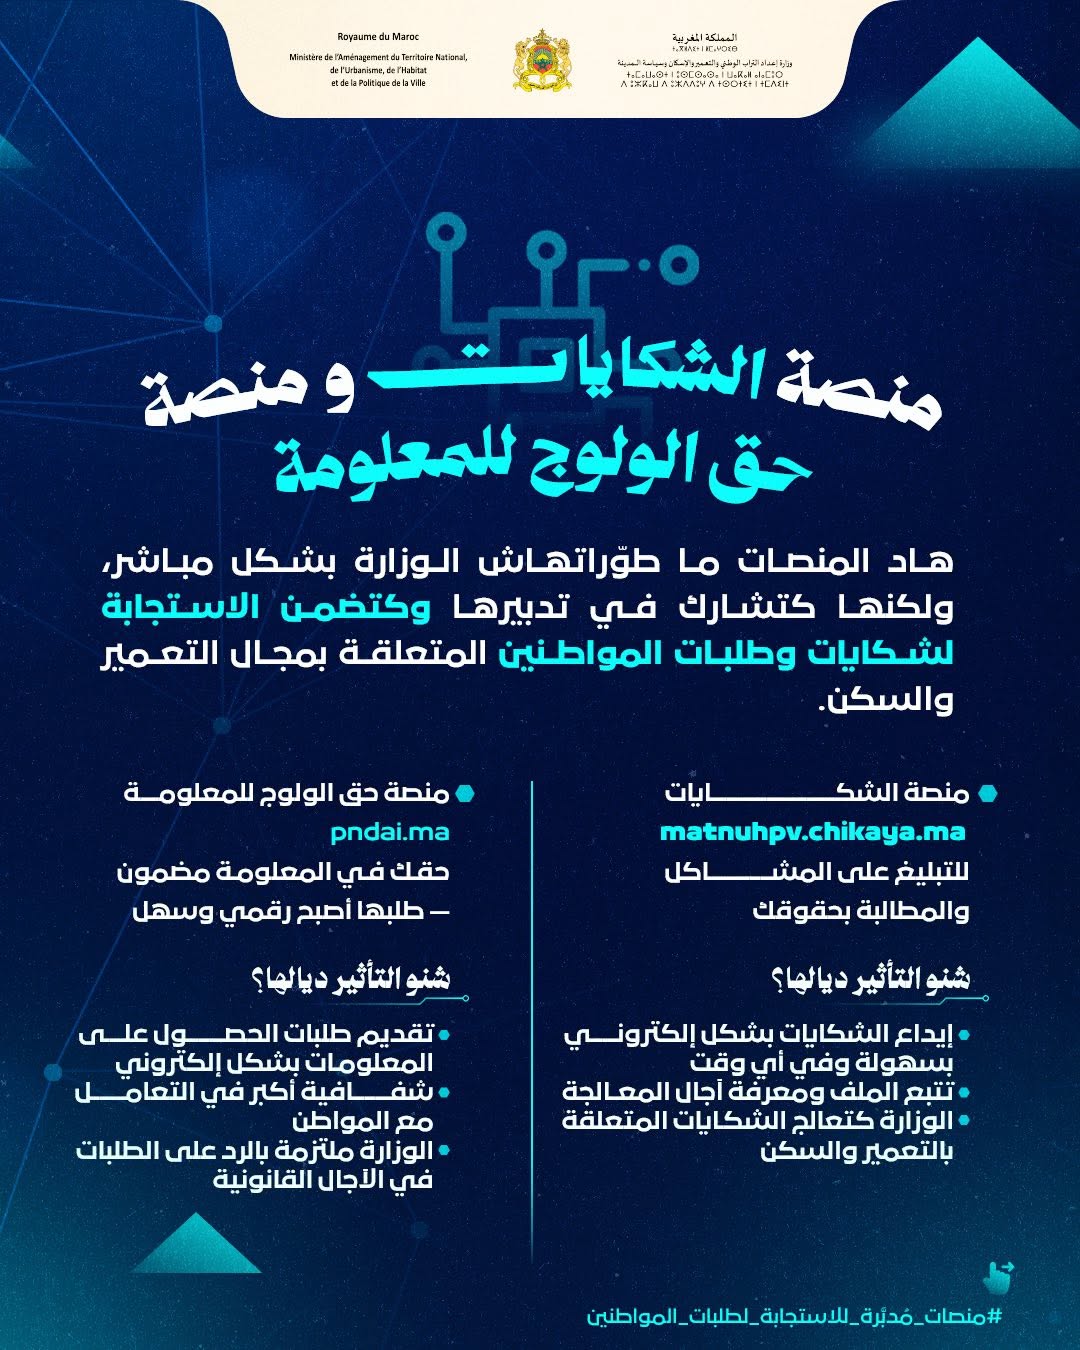 Royaume du Maroc
Ministère de l'Aménagement du Territoire National,
de l'Urbanisme, de l'Habitat
et de la Politique de la Ville
المملكة المغربية
ⵜⴰⴳⵍⴷⵉⵜ ⵏ ⵍⵎⵖⵔⵉⴱ
وزارة إعداد التراب الوطني والتعمير والإسكان وسياسة المدينة
منصة الشكايات و منصة
حق الولوج للمعلومة
هاد المنصات ما طوّراتهاش الوزارة بشكل مباشر،
ولكنها كتشارك في تدبيرها وكتضمن الاستجابة
لشكايات وطلبات المواطنين المتعلقة بمجال التعمير
والسكن.
منصة الشكايات
matnuhpv.chikaya.ma
للتبليغ على المشاكل
والمطالبة بحقوقك
شنو التأثير ديالها؟
إيداع الشكايات بشكل إلكتروني
بسهولة وفي أي وقت
تتبع الملف ومعرفة آجال المعالجة
الوزارة كتعالج الشكايات المتعلقة
بالتعمير والسكن
منصة حق الولوج للمعلومة
pndai.ma
حقك في المعلومة مضمون
– طلبها أصبح رقمي وسهل
شنو التأثير ديالها؟
تقديم طلبات الحصول على
المعلومات بشكل إلكتروني
شفافية أكبر في التعامل
مع المواطن
الوزارة ملتزمة بالرد على الطلبات
في الآجال القانونية
#منصات_مُدبَّرة_للاستجابة_لطلبات_المواطنين